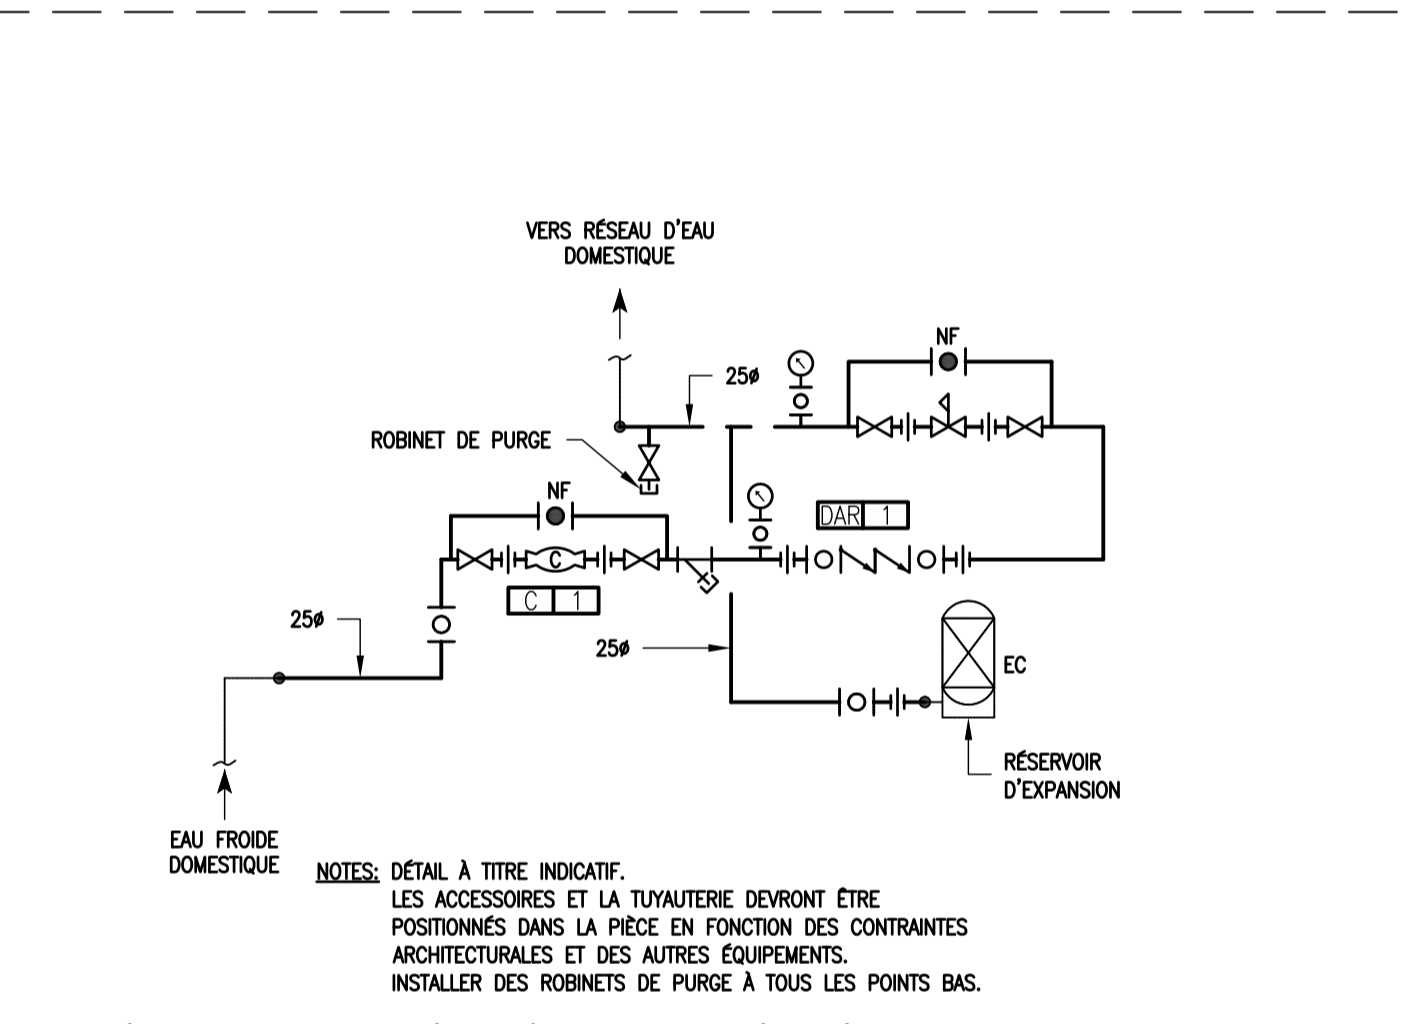 VERS RÉSEAU D'EAU
DOMESTIQUE
NF
25ø
ROBINET DE PURGE
NF
DAR 1
C
C 1
25ø
25ø
EC
RÉSERVOIR
D'EXPANSION
EAU FROIDE
DOMESTIQUE
NOTES: DÉTAIL À TITRE INDICATIF.
LES ACCESSOIRES ET LA TUYAUTERIE DEVRONT ÊTRE
POSITIONNÉS DANS LA PIÈCE EN FONCTION DES CONTRAINTES
ARCHITECTURALES ET DES AUTRES ÉQUIPEMENTS.
INSTALLER DES ROBINETS DE PURGE À TOUS LES POINTS BAS.